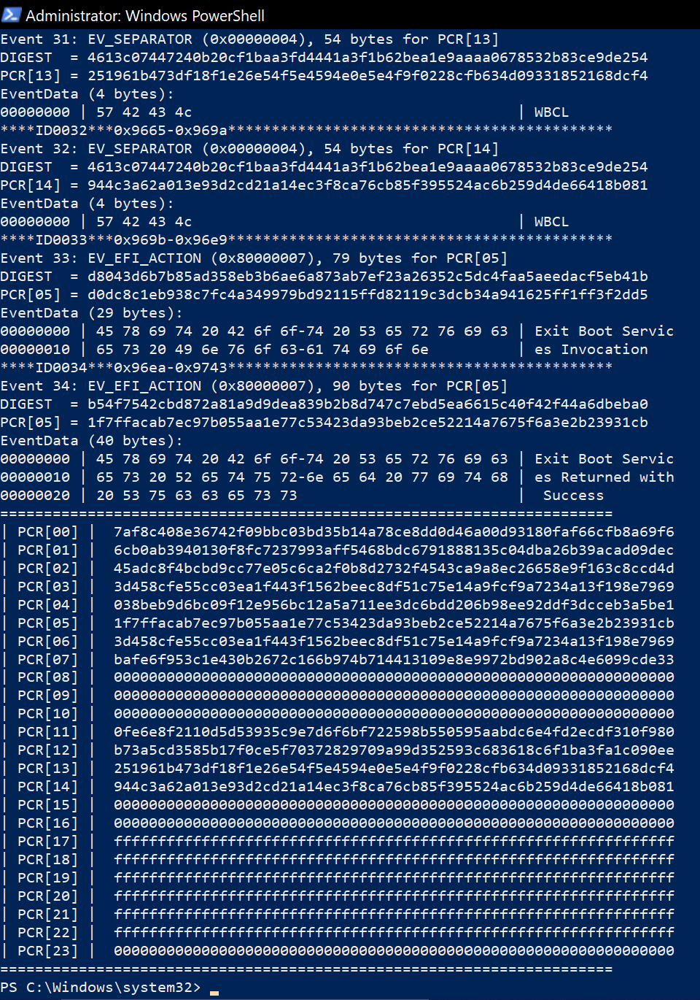 Administrator: Windows PowerShell
Event 31: EV_SEPARATOR (0x00000004), 54 bytes for PCR[13]
DIGEST  = 4613c07447240b20cf1baa3fd4441a3f1b62bea1e9aaaa0678532b83ce9de254
PCR[13] = 251961b473df18f1e26e54f5e4594e0e5e4f9f0228cfb634d09331852168dcf4
EventData (4 bytes):
00000000 | 57 42 43 4c                                      | WBCL
****ID0032***0x9665-0x969a********************************************
Event 32: EV_SEPARATOR (0x00000004), 54 bytes for PCR[14]
DIGEST  = 4613c07447240b20cf1baa3fd4441a3f1b62bea1e9aaaa0678532b83ce9de254
PCR[14] = 944c3a62a013e93d2cd21a14ec3f8ca76cb85f395524ac6b259d4de66418b081
EventData (4 bytes):
00000000 | 57 42 43 4c                                      | WBCL
****ID0033***0x969b-0x96e9********************************************
Event 33: EV_EFI_ACTION (0x80000007), 79 bytes for PCR[05]
DIGEST  = d8043d6b7b85ad358eb3b6ae6a873ab7ef23a26352c5dc4faa5aeedacf5eb41b
PCR[05] = d0dc8c1eb938c7fc4a349979bd92115ffd82119c3dcb34a941625ff1ff3f2dd5
EventData (29 bytes):
00000000 | 45 78 69 74 20 42 6f 6f-74 20 53 65 72 76 69 63 | Exit Boot Servic
00000010 | 65 73 20 49 6e 76 6f 63-61 74 69 6f 6e          | es Invocation
****ID0034***0x96ea-0x9743********************************************
Event 34: EV_EFI_ACTION (0x80000007), 90 bytes for PCR[05]
DIGEST  = b54f7542cbd872a81a9d9dea839b2b8d747c7ebd5ea6615c40f42f44a6dbeba0
PCR[05] = 1f7ffacab7ec97b055aa1e77c53423da93beb2ce52214a7675f6a3e2b23931cb
EventData (40 bytes):
00000000 | 45 78 69 74 20 42 6f 6f-74 20 53 65 72 76 69 63 | Exit Boot Servic
00000010 | 65 73 20 52 65 74 75 72-6e 65 64 20 77 69 74 68 | es Returned with
00000020 | 20 53 75 63 63 65 73 73                         |  Success
======================================================================
| PCR[00] |  7af8c408e36742f09bbc03bd35b14a78ce8dd0d46a00d93180faf66cfb8a69f6
| PCR[01] |  6cb0ab3940130f8fc7237993aff5468bdc6791888135c04dba26b39acad09dec
| PCR[02] |  45adc8f4bcbd9cc77e05c6ca2f0b8d2732f4543ca9a8ec26658e9f163c8ccd4d
| PCR[03] |  3d458cfe55cc03ea1f443f1562beec8df51c75e14a9fcf9a7234a13f198e7969
| PCR[04] |  038beb9d6bc09f12e956bc12a5a711ee3dc6bdd206b98ee92ddf3dcceb3a5be1
| PCR[05] |  1f7ffacab7ec97b055aa1e77c53423da93beb2ce52214a7675f6a3e2b23931cb
| PCR[06] |  3d458cfe55cc03ea1f443f1562beec8df51c75e14a9fcf9a7234a13f198e7969
| PCR[07] |  bafe6f953c1e430b2672c166b974b714413109e8e9972bd902a8c4e6099cde33
| PCR[08] |  0000000000000000000000000000000000000000000000000000000000000000
| PCR[09] |  0000000000000000000000000000000000000000000000000000000000000000
| PCR[10] |  0000000000000000000000000000000000000000000000000000000000000000
| PCR[11] |  0fe6e8f2110d5d53935c9e7d6f6bf722598b550595aabdc6e4fd2ecdf310f980
| PCR[12] |  b73a5cd3585b17f0ce5f70372829709a99d352593c683618c6f1ba3fa1c090ee
| PCR[13] |  251961b473df18f1e26e54f5e4594e0e5e4f9f0228cfb634d09331852168dcf4
| PCR[14] |  944c3a62a013e93d2cd21a14ec3f8ca76cb85f395524ac6b259d4de66418b081
| PCR[15] |  0000000000000000000000000000000000000000000000000000000000000000
| PCR[16] |  0000000000000000000000000000000000000000000000000000000000000000
| PCR[17] |  ffffffffffffffffffffffffffffffffffffffffffffffffffffffffffffffff
| PCR[18] |  ffffffffffffffffffffffffffffffffffffffffffffffffffffffffffffffff
| PCR[19] |  ffffffffffffffffffffffffffffffffffffffffffffffffffffffffffffffff
| PCR[20] |  ffffffffffffffffffffffffffffffffffffffffffffffffffffffffffffffff
| PCR[21] |  ffffffffffffffffffffffffffffffffffffffffffffffffffffffffffffffff
| PCR[22] |  ffffffffffffffffffffffffffffffffffffffffffffffffffffffffffffffff
| PCR[23] |  0000000000000000000000000000000000000000000000000000000000000000
======================================================================
PS C:\Windows\system32> _